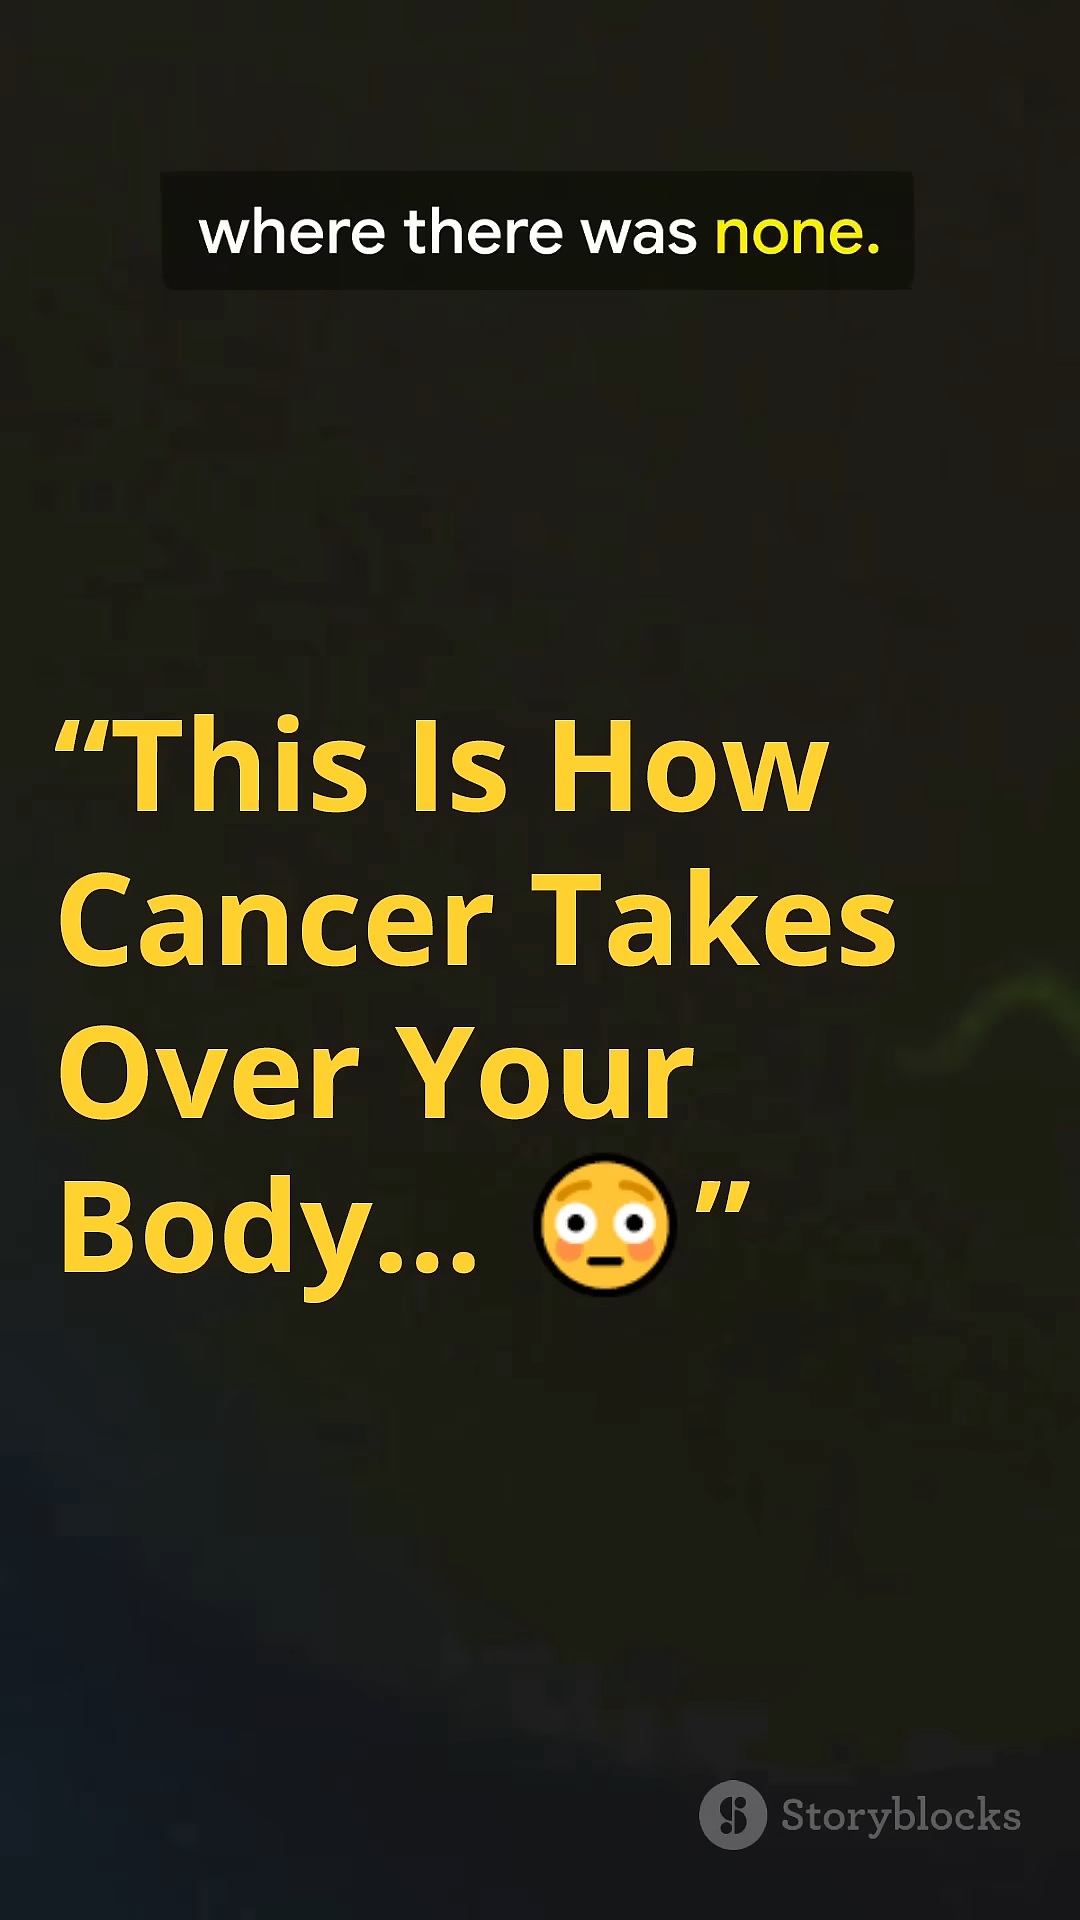 where there was none.
“This Is How
Cancer Takes
Over Your
Body... 😳”
Storyblocks